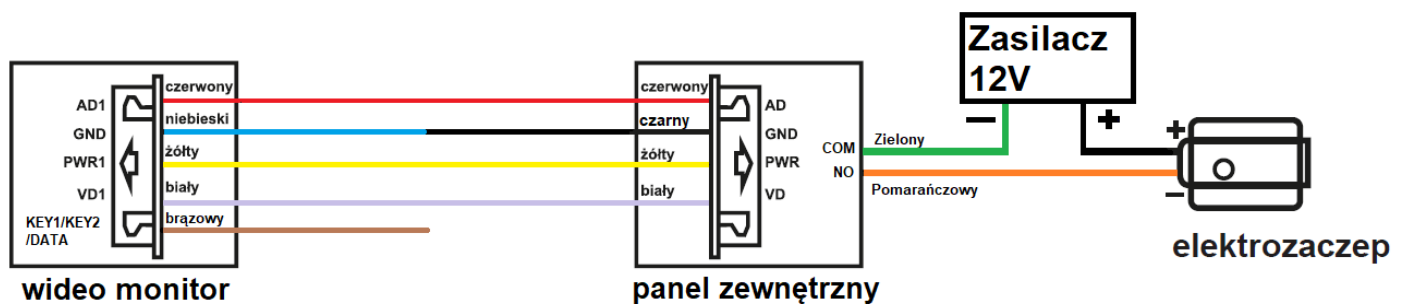 Zasilacz
12V
czerwony
czerwony
AD1
AD
niebieski
czarny
GND
GND
− +
+
COM
Zielony
żółty
żółty
PWR1
PWR
NO
Pomarańczowy
−
biały
biały
VD1
VD
KEY1/KEY2
/DATA
brązowy
elektrozaczep
wideo monitor
panel zewnętrzny